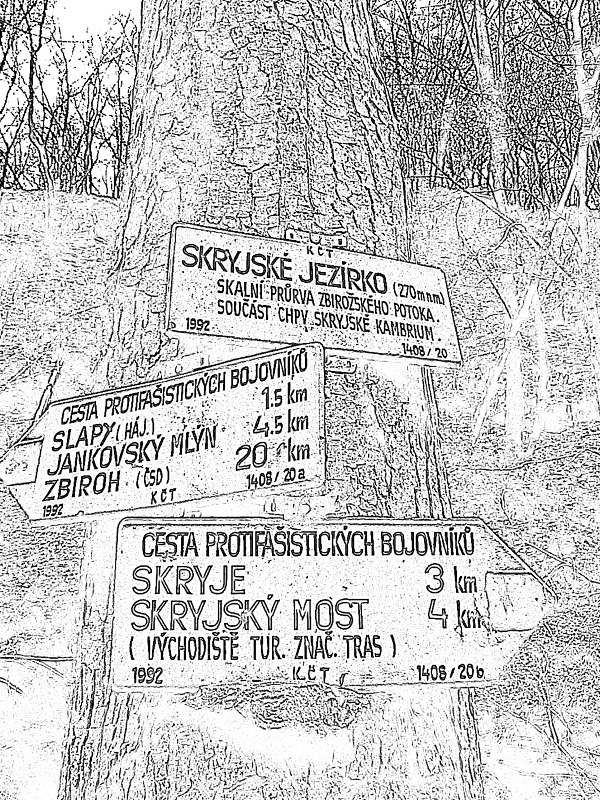 KČT
SKRYJSKÉ JEZÍRKO (270 m n m)
SKALNÍ PRŮRVA ZBIROŽSKÉHO POTOKA.
SOUČÁST CHPV SKRYJSKÉ KAMBRIUM.
1992 1408/20
CESTA PROTIFAŠISTICKÝCH BOJOVNÍKŮ
SLAPY (HÁJ.) 1.5 km
JANKOVSKÝ MLÝN 4.5 km
ZBIROH (ČSD) 20 km
1992 KČT 1408/20a
CESTA PROTIFAŠISTICKÝCH BOJOVNÍKŮ
SKRYJE 3 km
SKRYJSKÝ MOST 4 km
( VÝCHODIŠTĚ TUR. ZNAČ. TRAS )
1992 KČT 1408/20b